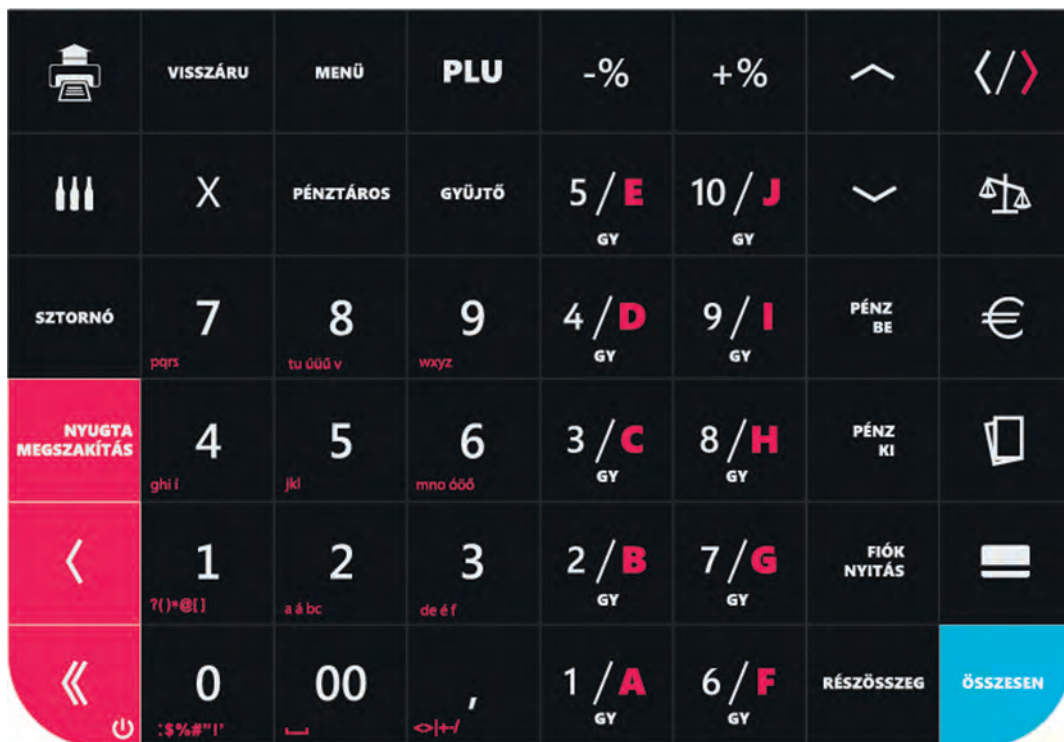 VISSZÁRU MENÜ PLU -% +% </>
X PÉNZTÁROS GYÜJTŐ 5/E 10/J
GY GY
SZTORNÓ 7 8 9 4/D 9/I PÉNZ BE €
pqrs tu úüű v wxyz GY GY
NYUGTA MEGSZAKÍTÁS 4 5 6 3/C 8/H PÉNZ KI
ghi í jkl mno óöő GY GY
1 2 3 2/B 7/G FIÓK NYITÁS
?()*@[] a á bc de é f GY GY
0 00 , 1/A 6/F RÉSZÖSSZEG ÖSSZESEN
:$%#"!' <>|+-/ GY GY